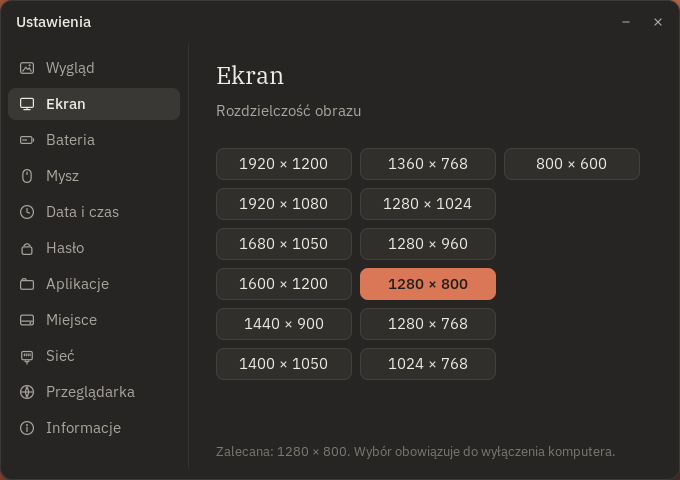 Ustawienia
Wygląd
Ekran
Bateria
Mysz
Data i czas
Hasło
Aplikacje
Miejsce
Sieć
Przeglądarka
Informacje
Ekran
Rozdzielczość obrazu
1920 × 1200 1360 × 768 800 × 600
1920 × 1080 1280 × 1024
1680 × 1050 1280 × 960
1600 × 1200 1280 × 800
1440 × 900 1280 × 768
1400 × 1050 1024 × 768
Zalecana: 1280 × 800. Wybór obowiązuje do wyłączenia komputera.